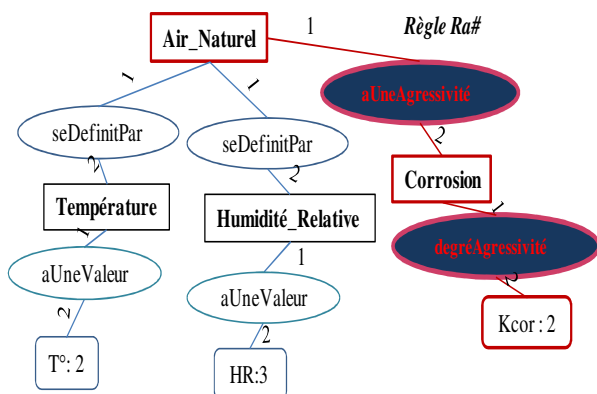 1
Règle Ra#
Air_Naturel
1
1
aUneAgressivité
seDefinitPar
seDefinitPar
2
2
2
Corrosion
Température
Humidité_Relative
1
1
1
degréAgressivité
aUneValeur
aUneValeur
2
2
2
Kcor : 2
T°: 2
HR:3